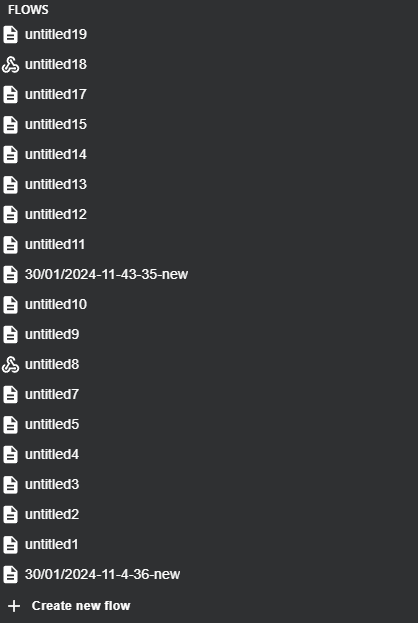 FLOWS
untitled19
untitled18
untitled17
untitled15
untitled14
untitled13
untitled12
untitled11
30/01/2024-11-43-35-new
untitled10
untitled9
untitled8
untitled7
untitled5
untitled4
untitled3
untitled2
untitled1
30/01/2024-11-4-36-new
Create new flow